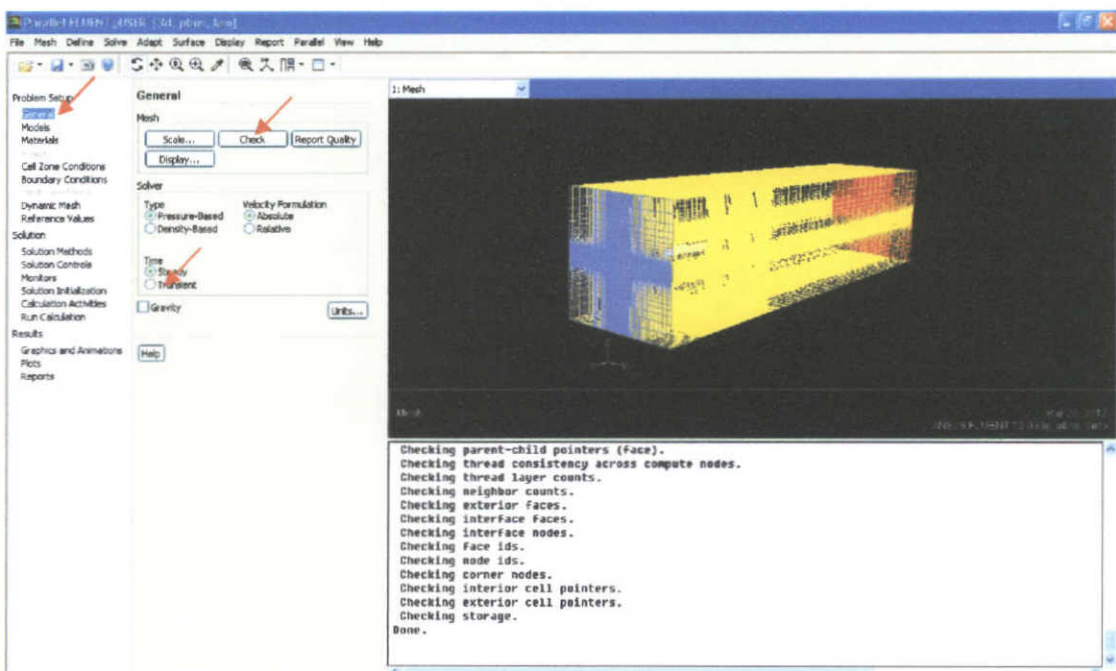 Parallel FLUENT
File Mesh Define Solve Adapt Surface Display Report Parallel View Help
Problem Setup
General
Models
Materials
Cell Zone Conditions
Boundary Conditions
Dynamic Mesh
Reference Values
Solution
Solution Methods
Solution Controls
Monitors
Solution Initialization
Calculation Activities
Run Calculation
Results
Graphics and Animations
Plots
Reports
General
Mesh
Scale... Check Report Quality
Display...
Solver
Type Velocity Formulation
Pressure-Based Absolute
Density-Based Relative
Time
Steady
Transient
Gravity Units...
Help
1: Mesh
Mesh
Checking parent-child pointers (face).
Checking thread consistency across compute nodes.
Checking thread layer counts.
Checking neighbor counts.
Checking exterior faces.
Checking interface faces.
Checking interface nodes.
Checking face ids.
Checking node ids.
Checking corner nodes.
Checking interior cell pointers.
Checking exterior cell pointers.
Checking storage.
Done.